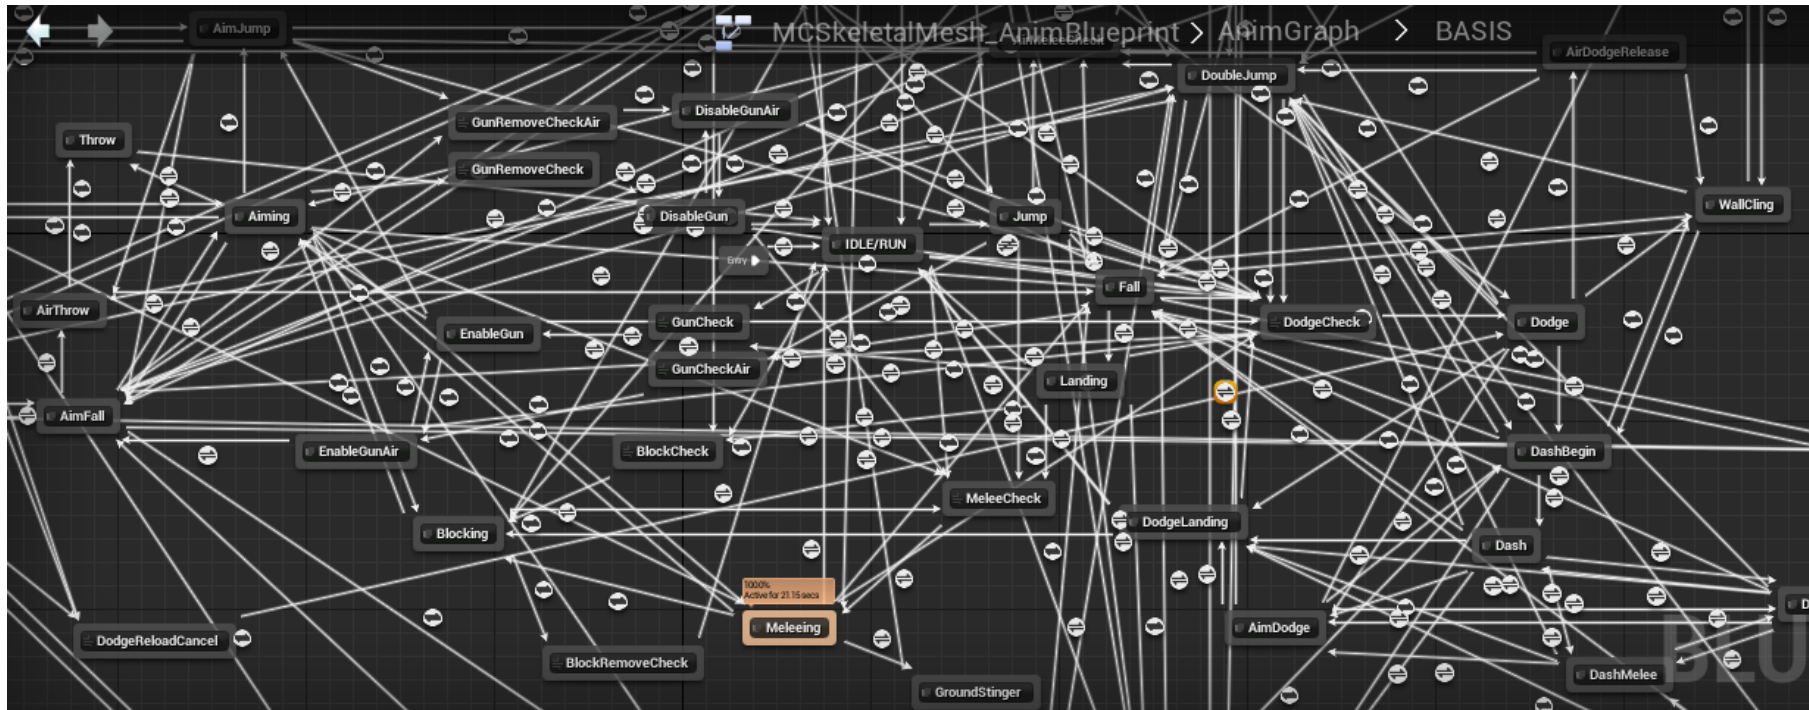 MCSkeletalMesh_AnimBlueprint > AnimGraph > BASIS
AimJump
AirDodgeRelease
DoubleJump
GunRemoveCheckAir
DisableGunAir
Throw
GunRemoveCheck
Aiming
DisableGun
Jump
WallCling
IDLE/RUN
Entry
Fall
AirThrow
EnableGun
GunCheck
DodgeCheck
Dodge
GunCheckAir
Landing
AimFall
EnableGunAir
BlockCheck
DashBegin
MeleeCheck
Blocking
DodgeLanding
Dash
100.0%
Active for 21.15 secs
Meleeing
AimDodge
D
DodgeReloadCancel
BlockRemoveCheck
DashMelee
BLU
GroundStinger